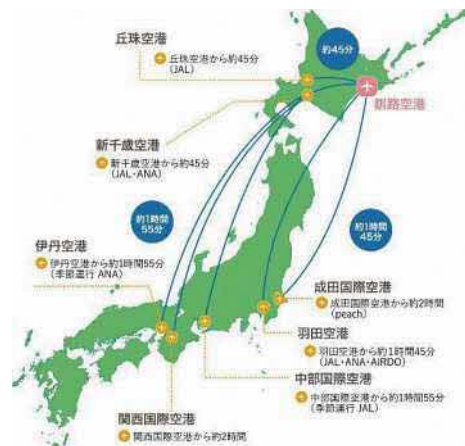 丘珠空港
丘珠空港から約45分
(JAL)
約45分
釧路空港
新千歳空港
新千歳空港から約45分
(JAL・ANA)
約1時間
55分
約1時間
45分
伊丹空港
伊丹空港から約1時間55分
(季節運行 ANA)
成田国際空港
成田国際空港から約2時間
(peach)
羽田空港
羽田空港から約1時間45分
(JAL・ANA・AIRDO)
中部国際空港
中部国際空港から約1時間55分
(季節運行 JAL)
関西国際空港
関西国際空港から約2時間